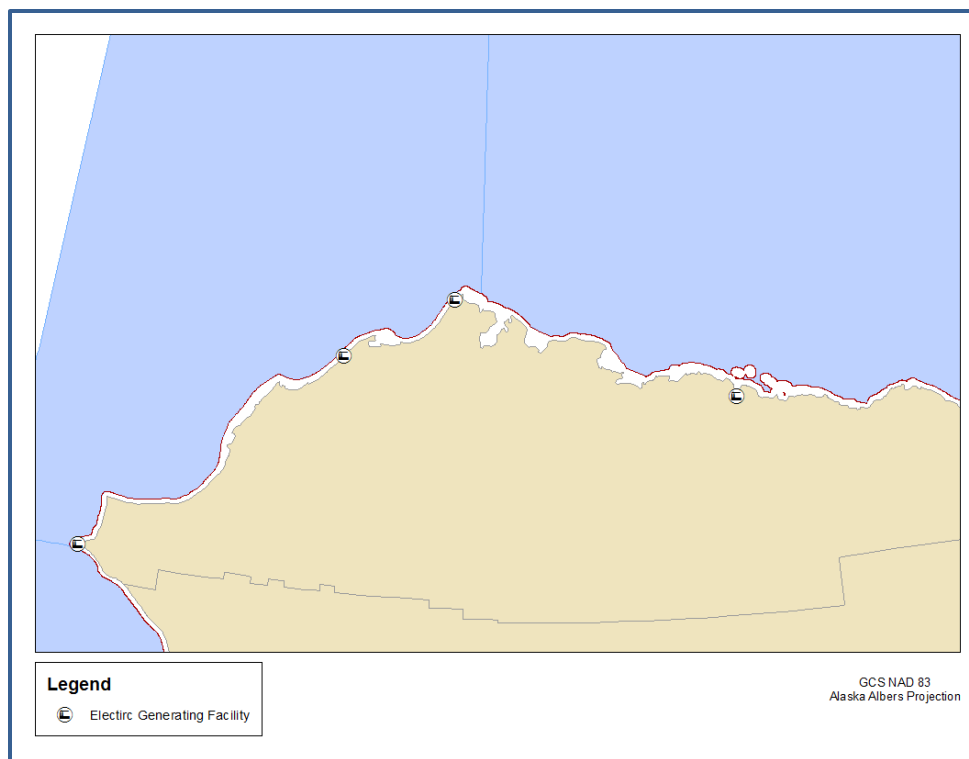 Legend
Electirc Generating Facility
GCS NAD 83
Alaska Albers Projection